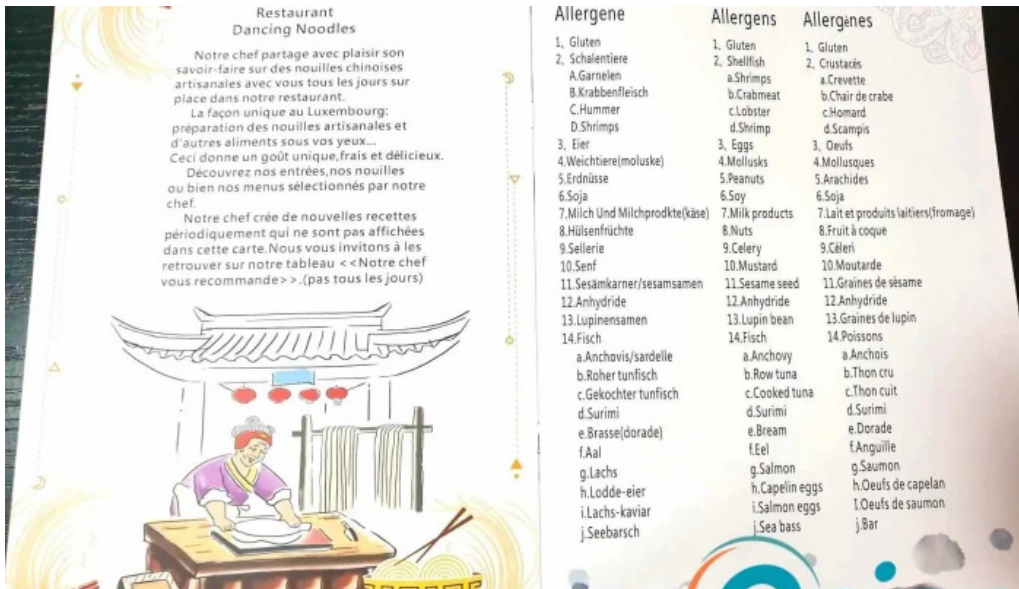 Restaurant
Dancing Noodles
Notre chef partage avec plaisir son
savoir-faire sur des nouilles chinoises
artisanales avec vous tous les jours sur
place dans notre restaurant.
La façon unique au Luxembourg:
préparation des nouilles artisanales et
d'autres aliments sous vos yeux...
Ceci donne un goût unique,frais et délicieux.
Découvrez nos entrées,nos nouilles
ou bien nos menus sélectionnés par notre
chef.
Notre chef crée de nouvelles recettes
périodiquement qui ne sont pas affichées
dans cette carte.Nous vous invitons à les
retrouver sur notre tableau <<Notre chef
vous recommande>>.(pas tous les jours)
Allergene
1, Gluten
2, Schalentiere
A.Garnelen
B.Krabbenfleisch
C.Hummer
D.Shrimps
3, Eier
4.Weichtiere(moluske)
5.Erdnüsse
6.Soja
7.Milch Und Milchprodkte(käse)
8.Hülsenfrüchte
9.Sellerie
10.Senf
11.Sesamkarner/sesamsamen
12.Anhydride
13.Lupinensamen
14.Fisch
a.Anchovis/sardelle
b.Roher tunfisch
c.Gekochter tunfisch
d.Surimi
e.Brasse(dorade)
f.Aal
g.Lachs
h.Lodde-eier
i.Lachs-kaviar
j.Seebarsch
Allergens
1, Gluten
2, Shellfish
a.Shrimps
b.Crabmeat
c.Lobster
d.Shrimp
3, Eggs
4.Mollusks
5.Peanuts
6.Soy
7.Milk products
8.Nuts
9.Celery
10.Mustard
11.Sesame seed
12.Anhydride
13.Lupin bean
14.Fisch
a.Anchovy
b.Row tuna
c.Cooked tuna
d.Surimi
e.Bream
f.Eel
g.Salmon
h.Capelin eggs
i.Salmon eggs
j.Sea bass
Allergènes
1, Gluten
2, Crustacés
a.Crevette
b.Chair de crabe
c.Homard
d.Scampis
3, Oeufs
4.Mollusques
5.Arachides
6.Soja
7.Lait et produits laitiers(fromage)
8.Fruit à coque
9.Céleri
10.Moutarde
11.Graines de sésame
12.Anhydride
13.Graines de lupin
14.Poissons
a.Anchois
b.Thon cru
c.Thon cuit
d.Surimi
e.Dorade
f.Anguille
g.Saumon
h.Oeufs de capelan
I.Oeufs de saumon
j.Bar